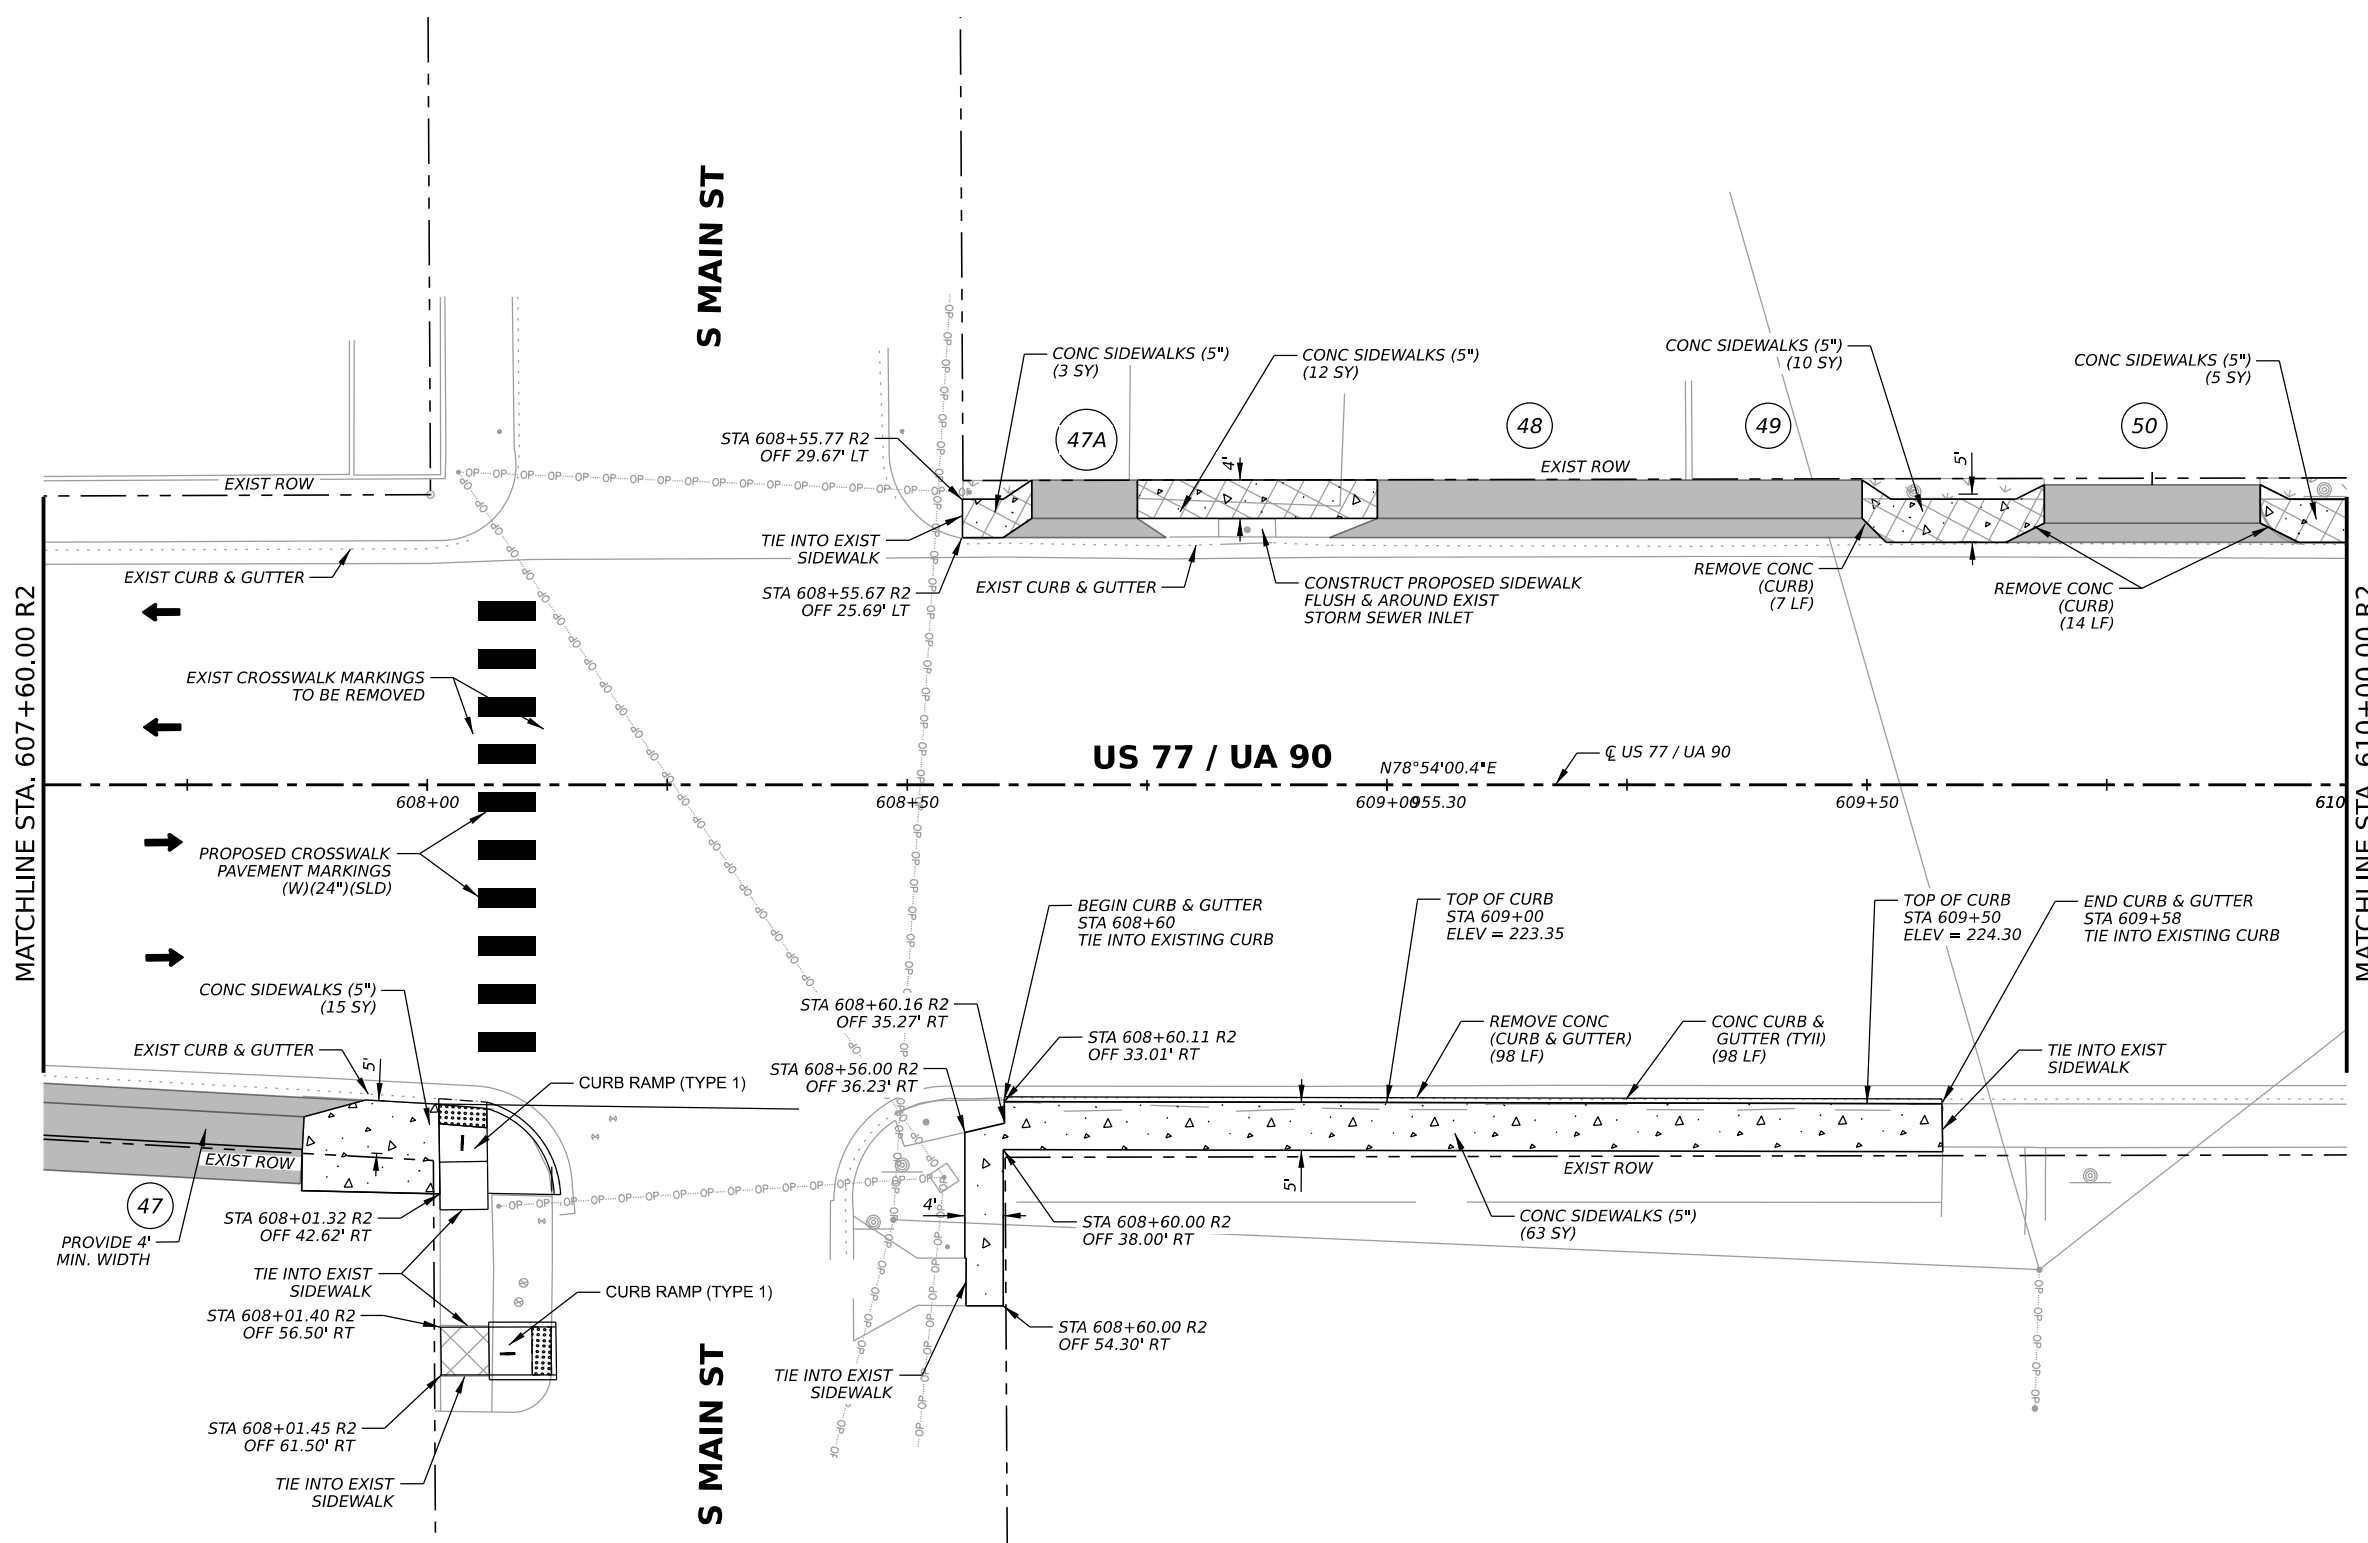 S MAIN ST
CONC SIDEWALKS (5")
(3 SY)
CONC SIDEWALKS (5")
(12 SY)
CONC SIDEWALKS (5")
(10 SY)
CONC SIDEWALKS (5")
(5 SY)
47A
48
49
50
STA 608+55.77 R2
OFF 29.67' LT
EXIST ROW
4'
EXIST ROW
5'
TIE INTO EXIST
SIDEWALK
EXIST CURB & GUTTER
STA 608+55.67 R2
OFF 25.69' LT
EXIST CURB & GUTTER
CONSTRUCT PROPOSED SIDEWALK
FLUSH & AROUND EXIST
STORM SEWER INLET
REMOVE CONC
(CURB)
(7 LF)
REMOVE CONC
(CURB)
(14 LF)
MATCHLINE STA. 607+60.00 R2
MATCHLINE STA. 610+00.00 R2
EXIST CROSSWALK MARKINGS
TO BE REMOVED
US 77 / UA 90
N78°54'00.4"E
℄ US 77 / UA 90
608+00
608+50
609+00
955.30
609+50
610
PROPOSED CROSSWALK
PAVEMENT MARKINGS
(W)(24")(SLD)
BEGIN CURB & GUTTER
STA 608+60
TIE INTO EXISTING CURB
TOP OF CURB
STA 609+00
ELEV = 223.35
TOP OF CURB
STA 609+50
ELEV = 224.30
END CURB & GUTTER
STA 609+58
TIE INTO EXISTING CURB
CONC SIDEWALKS (5")
(15 SY)
STA 608+60.16 R2
OFF 35.27' RT
STA 608+60.11 R2
OFF 33.01' RT
REMOVE CONC
(CURB & GUTTER)
(98 LF)
CONC CURB &
GUTTER (TYII)
(98 LF)
TIE INTO EXIST
SIDEWALK
EXIST CURB & GUTTER
5'
CURB RAMP (TYPE 1)
STA 608+56.00 R2
OFF 36.23' RT
EXIST ROW
EXIST ROW
47
5'
4'
STA 608+01.32 R2
OFF 42.62' RT
STA 608+60.00 R2
OFF 38.00' RT
CONC SIDEWALKS (5")
(63 SY)
PROVIDE 4'
MIN. WIDTH
TIE INTO EXIST
SIDEWALK
CURB RAMP (TYPE 1)
STA 608+01.40 R2
OFF 56.50' RT
STA 608+60.00 R2
OFF 54.30' RT
TIE INTO EXIST
SIDEWALK
STA 608+01.45 R2
OFF 61.50' RT
TIE INTO EXIST
SIDEWALK
S MAIN ST